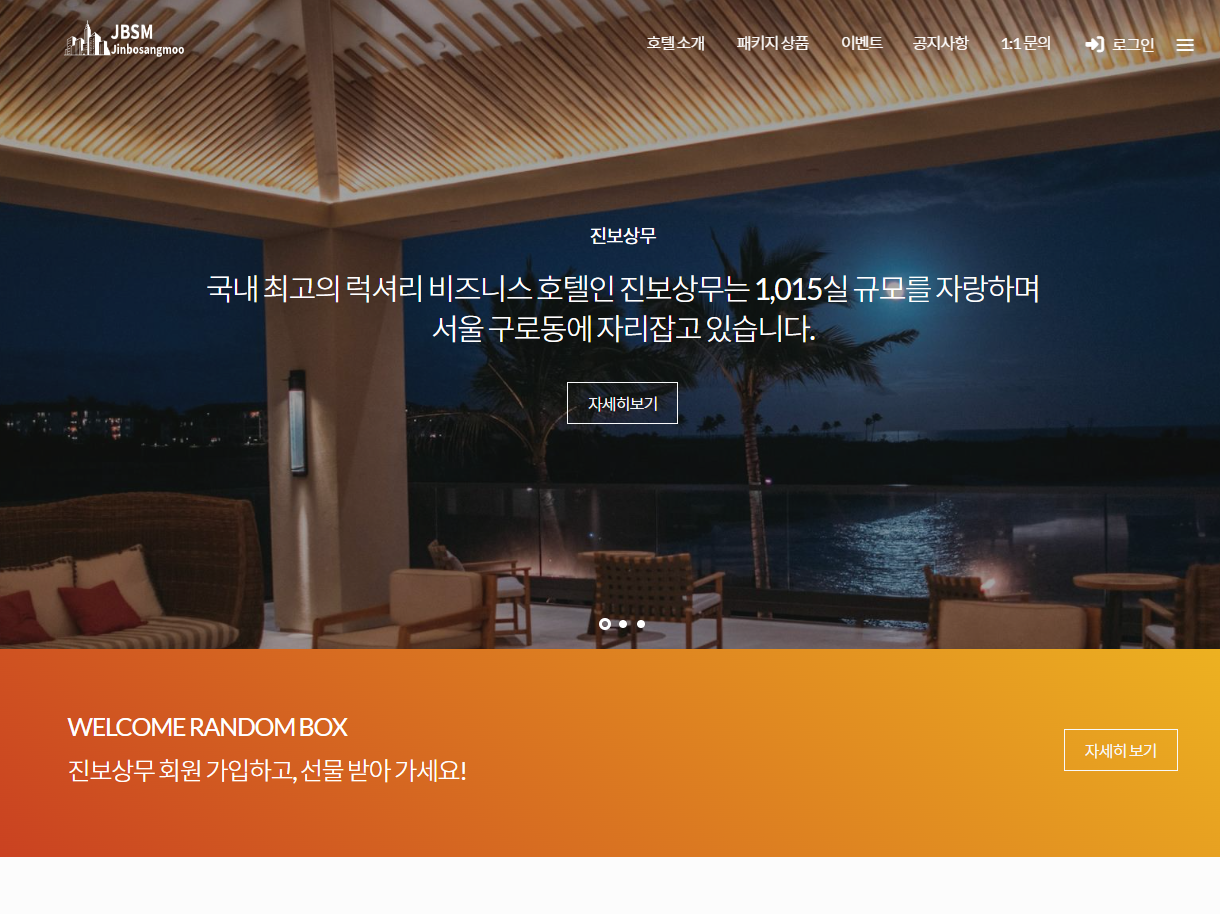 JBSM
Jinbosangmoo
호텔 소개
패키지 상품
이벤트
공지사항
1:1 문의
로그인
진보상무
국내 최고의 럭셔리 비즈니스 호텔인 진보상무는 1,015실 규모를 자랑하며
서울 구로동에 자리잡고 있습니다.
자세히보기
WELCOME RANDOM BOX
진보상무 회원 가입하고, 선물 받아 가세요!
자세히 보기